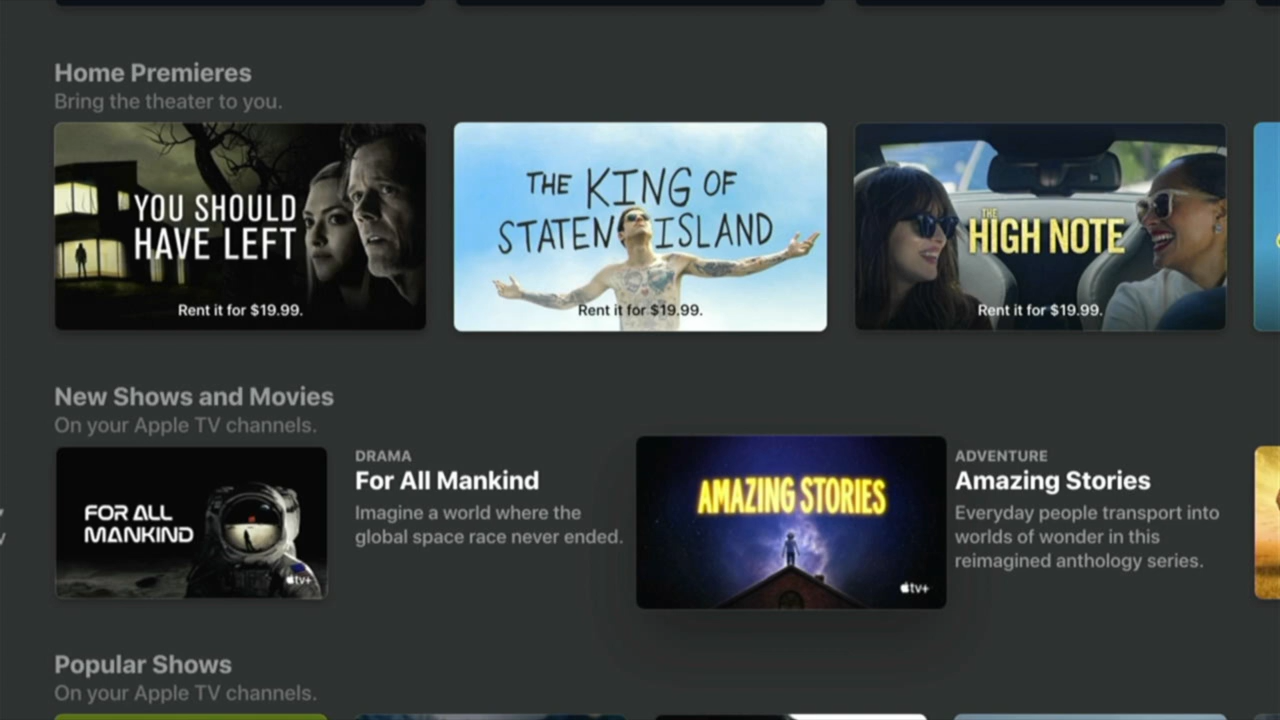 Home Premieres
Bring the theater to you.
YOU SHOULD
HAVE LEFT
Rent it for $19.99.
THE KING OF
STATEN ISLAND
Rent it for $19.99.
THE
HIGH NOTE
Rent it for $19.99.
New Shows and Movies
On your Apple TV channels.
FOR ALL
MANKIND
tv+
DRAMA
For All Mankind
Imagine a world where the
global space race never ended.
AMAZING STORIES
tv+
ADVENTURE
Amazing Stories
Everyday people transport into
worlds of wonder in this
reimagined anthology series.
Popular Shows
On your Apple TV channels.